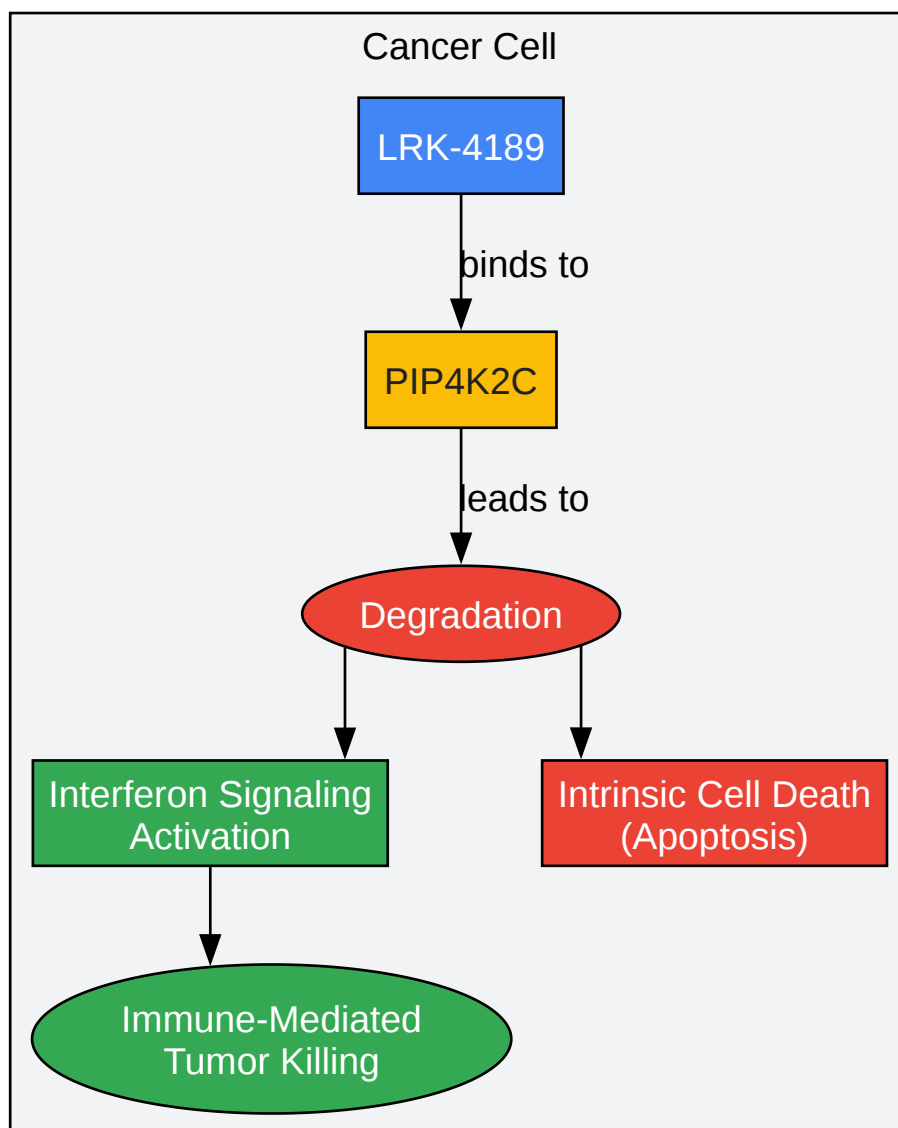 Cancer Cell
LRK-4189
binds to
PIP4K2C
leads to
Degradation
Interferon Signaling
Activation
Intrinsic Cell Death
(Apoptosis)
Immune-Mediated
Tumor Killing